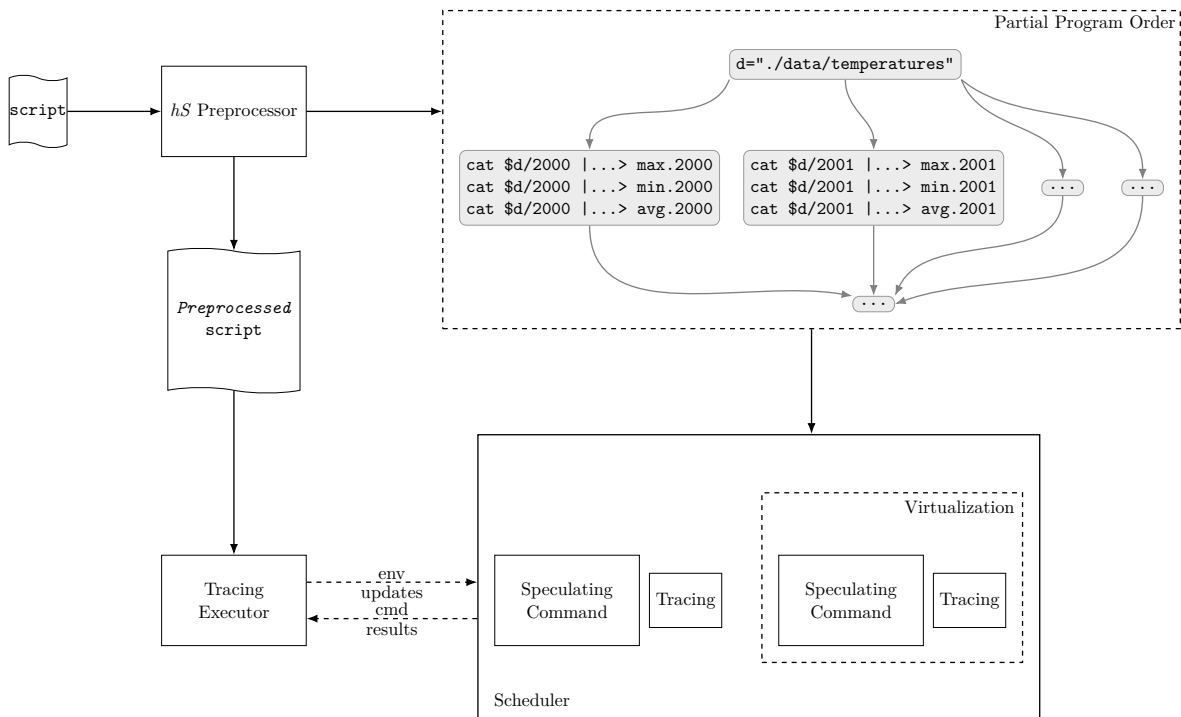 Partial Program Order
d="./data/temperatures"
script
hS Preprocessor
cat $d/2000 |...> max.2000
cat $d/2000 |...> min.2000
cat $d/2000 |...> avg.2000
cat $d/2001 |...> max.2001
cat $d/2001 |...> min.2001
cat $d/2001 |...> avg.2001
...
...
...
Preprocessed
script
Virtualization
Tracing
Executor
env
updates
cmd
results
Speculating
Command
Tracing
Speculating
Command
Tracing
Scheduler